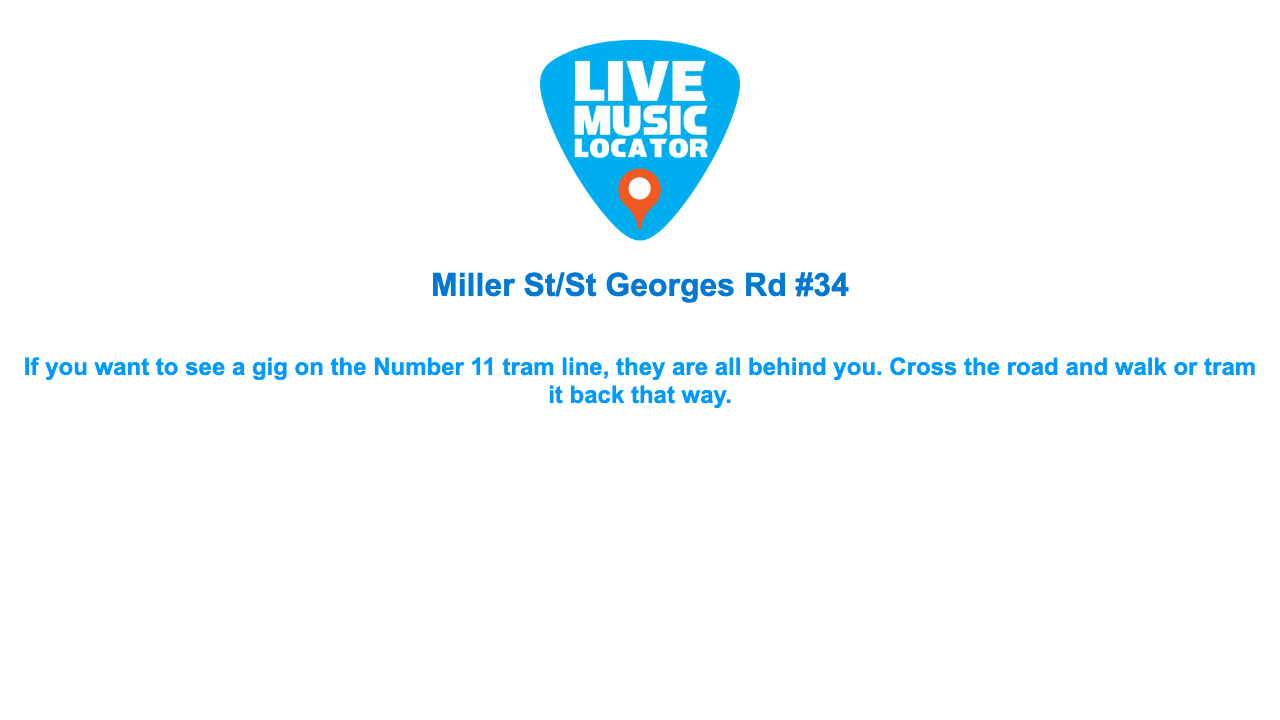 LIVE
MUSIC
LOCATOR
Miller St/St Georges Rd #34
If you want to see a gig on the Number 11 tram line, they are all behind you. Cross the road and walk or tram
it back that way.